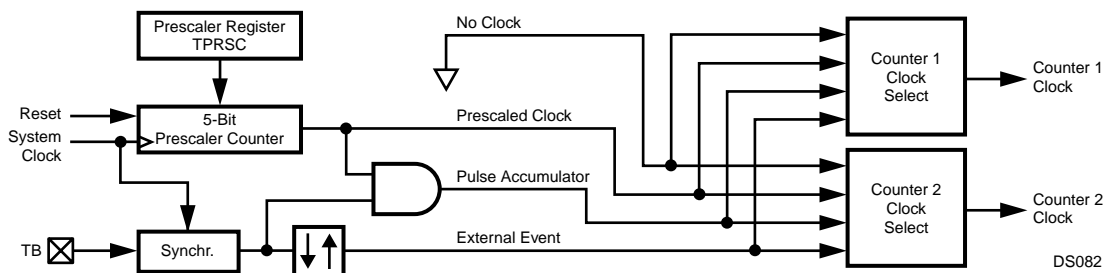 Prescaler Register
TPRSC
No Clock
Counter 1
Clock
Select
Counter 1
Clock
Reset
System
Clock
5-Bit
Prescaler Counter
Prescaled Clock
Pulse Accumulator
Counter 2
Clock
Select
Counter 2
Clock
TB
Synchr.
External Event
DS082